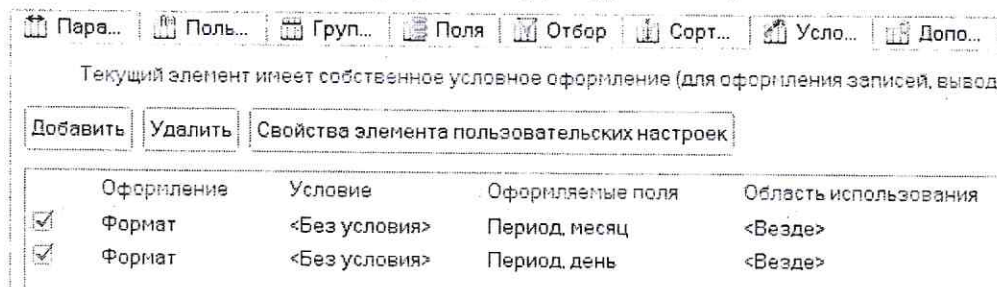 Пара... Поль... Груп... Поля Отбор Сорт... Усло... Допо...
Текущий элемент имеет собственное условное оформление (для оформления записей, вывод
Добавить Удалить Свойства элемента пользовательских настроек
Оформление Условие Оформляемые поля Область использования
Формат <Без условия> Период, месяц <Везде>
Формат <Без условия> Период, день <Везде>